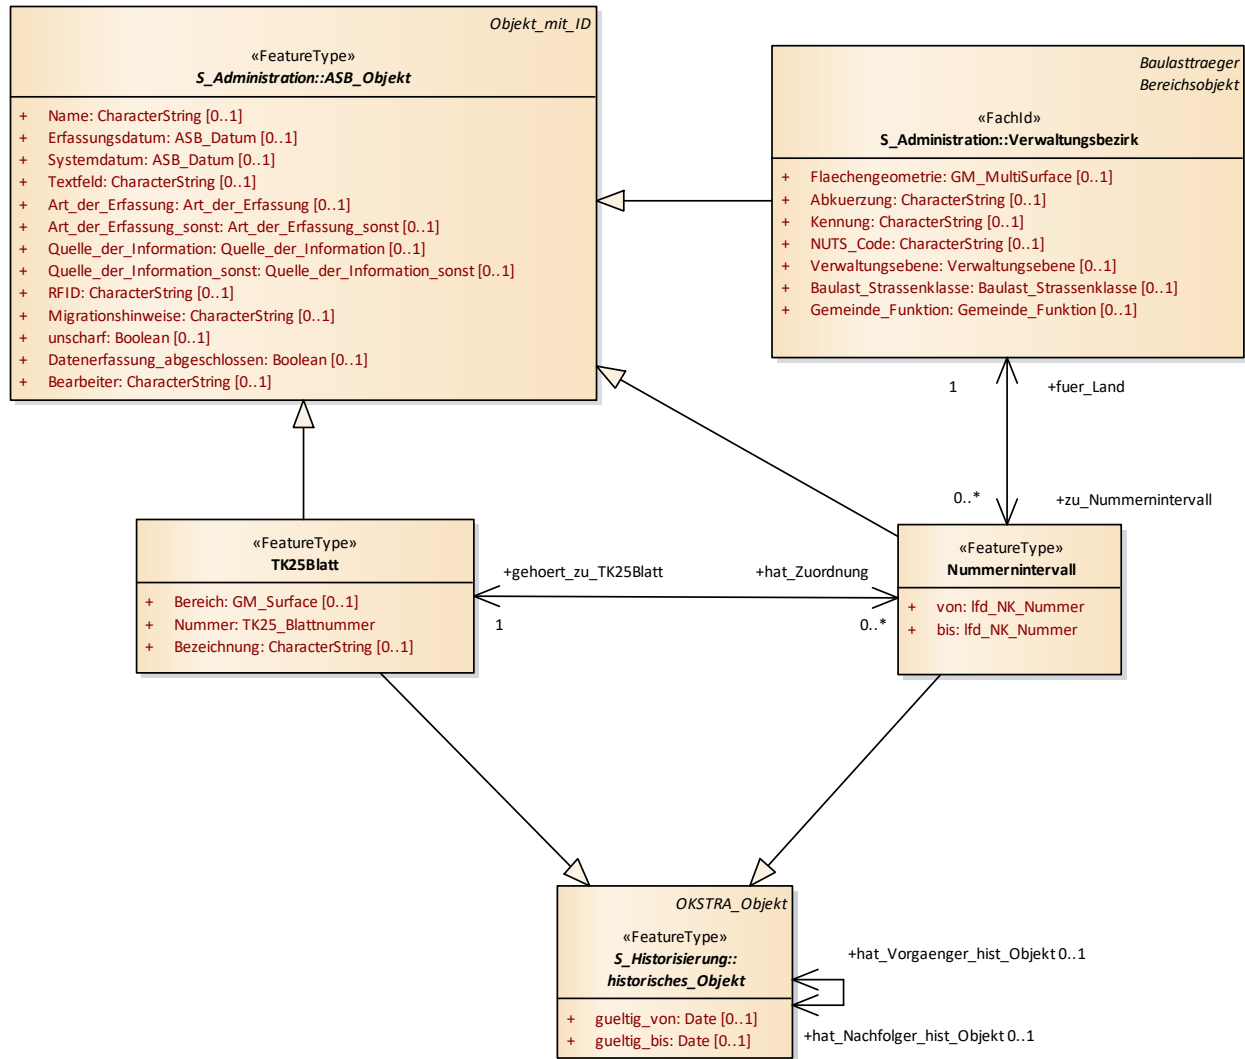 Objekt_mit_ID
«FeatureType»
S_Administration::ASB_Objekt
+ Name: CharacterString [0..1]
+ Erfassungsdatum: ASB_Datum [0..1]
+ Systemdatum: ASB_Datum [0..1]
+ Textfeld: CharacterString [0..1]
+ Art_der_Erfassung: Art_der_Erfassung [0..1]
+ Art_der_Erfassung_sonst: Art_der_Erfassung_sonst [0..1]
+ Quelle_der_Information: Quelle_der_Information [0..1]
+ Quelle_der_Information_sonst: Quelle_der_Information_sonst [0..1]
+ RFID: CharacterString [0..1]
+ Migrationshinweise: CharacterString [0..1]
+ unscharf: Boolean [0..1]
+ Datenerfassung_abgeschlossen: Boolean [0..1]
+ Bearbeiter: CharacterString [0..1]
Baulasttraeger
Bereichsobjekt
«FachId»
S_Administration::Verwaltungsbezirk
+ Flaechengeometrie: GM_MultiSurface [0..1]
+ Abkuerzung: CharacterString [0..1]
+ Kennung: CharacterString [0..1]
+ NUTS_Code: CharacterString [0..1]
+ Verwaltungsebene: Verwaltungsebene [0..1]
+ Baulast_Strassenklasse: Baulast_Strassenklasse [0..1]
+ Gemeinde_Funktion: Gemeinde_Funktion [0..1]
1 +fuer_Land
0..* +zu_Nummernintervall
«FeatureType»
TK25Blatt
+ Bereich: GM_Surface [0..1]
+ Nummer: TK25_Blattnummer
+ Bezeichnung: CharacterString [0..1]
+gehoert_zu_TK25Blatt +hat_Zuordnung
1 0..*
«FeatureType»
Nummernintervall
+ von: lfd_NK_Nummer
+ bis: lfd_NK_Nummer
OKSTRA_Objekt
«FeatureType»
S_Historisierung::
historisches_Objekt
+ gueltig_von: Date [0..1]
+ gueltig_bis: Date [0..1]
+hat_Vorgaenger_hist_Objekt 0..1
+hat_Nachfolger_hist_Objekt 0..1